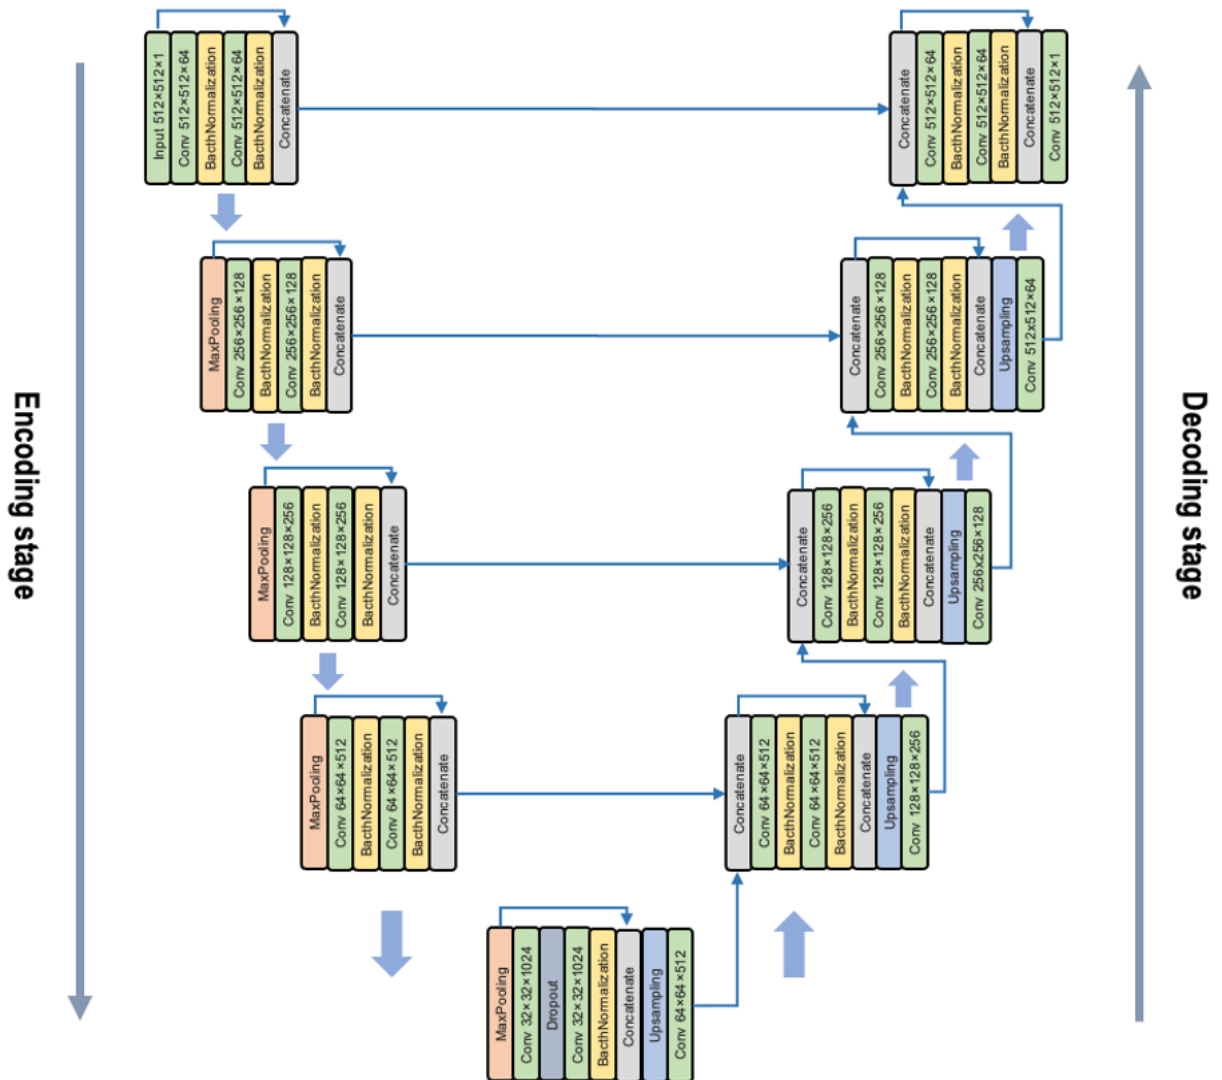 Encoding stage
Input 512×512×1
Conv 512×512×64
BacthNormalization
Conv 512×512×64
BacthNormalization
Concatenate
MaxPooling
Conv 256×256×128
BacthNormalization
Conv 256×256×128
BacthNormalization
Concatenate
MaxPooling
Conv 128×128×256
BacthNormalization
Conv 128×128×256
BacthNormalization
Concatenate
MaxPooling
Conv 64×64×512
BacthNormalization
Conv 64×64×512
BacthNormalization
Concatenate
MaxPooling
Conv 32×32×1024
Dropout
Conv 32×32×1024
BacthNormalization
Concatenate
Upsampling
Conv 64×64×512
Concatenate
Conv 64×64×512
BacthNormalization
Conv 64×64×512
BacthNormalization
Concatenate
Upsampling
Conv 128×128×256
Concatenate
Conv 128×128×256
BacthNormalization
Conv 128×128×256
BacthNormalization
Concatenate
Upsampling
Conv 256x256×128
Concatenate
Conv 256×256×128
BacthNormalization
Conv 256×256×128
BacthNormalization
Concatenate
Upsampling
Conv 512x512×64
Concatenate
Conv 512×512×64
BacthNormalization
Conv 512×512×64
BacthNormalization
Concatenate
Conv 512×512×1
Decoding stage